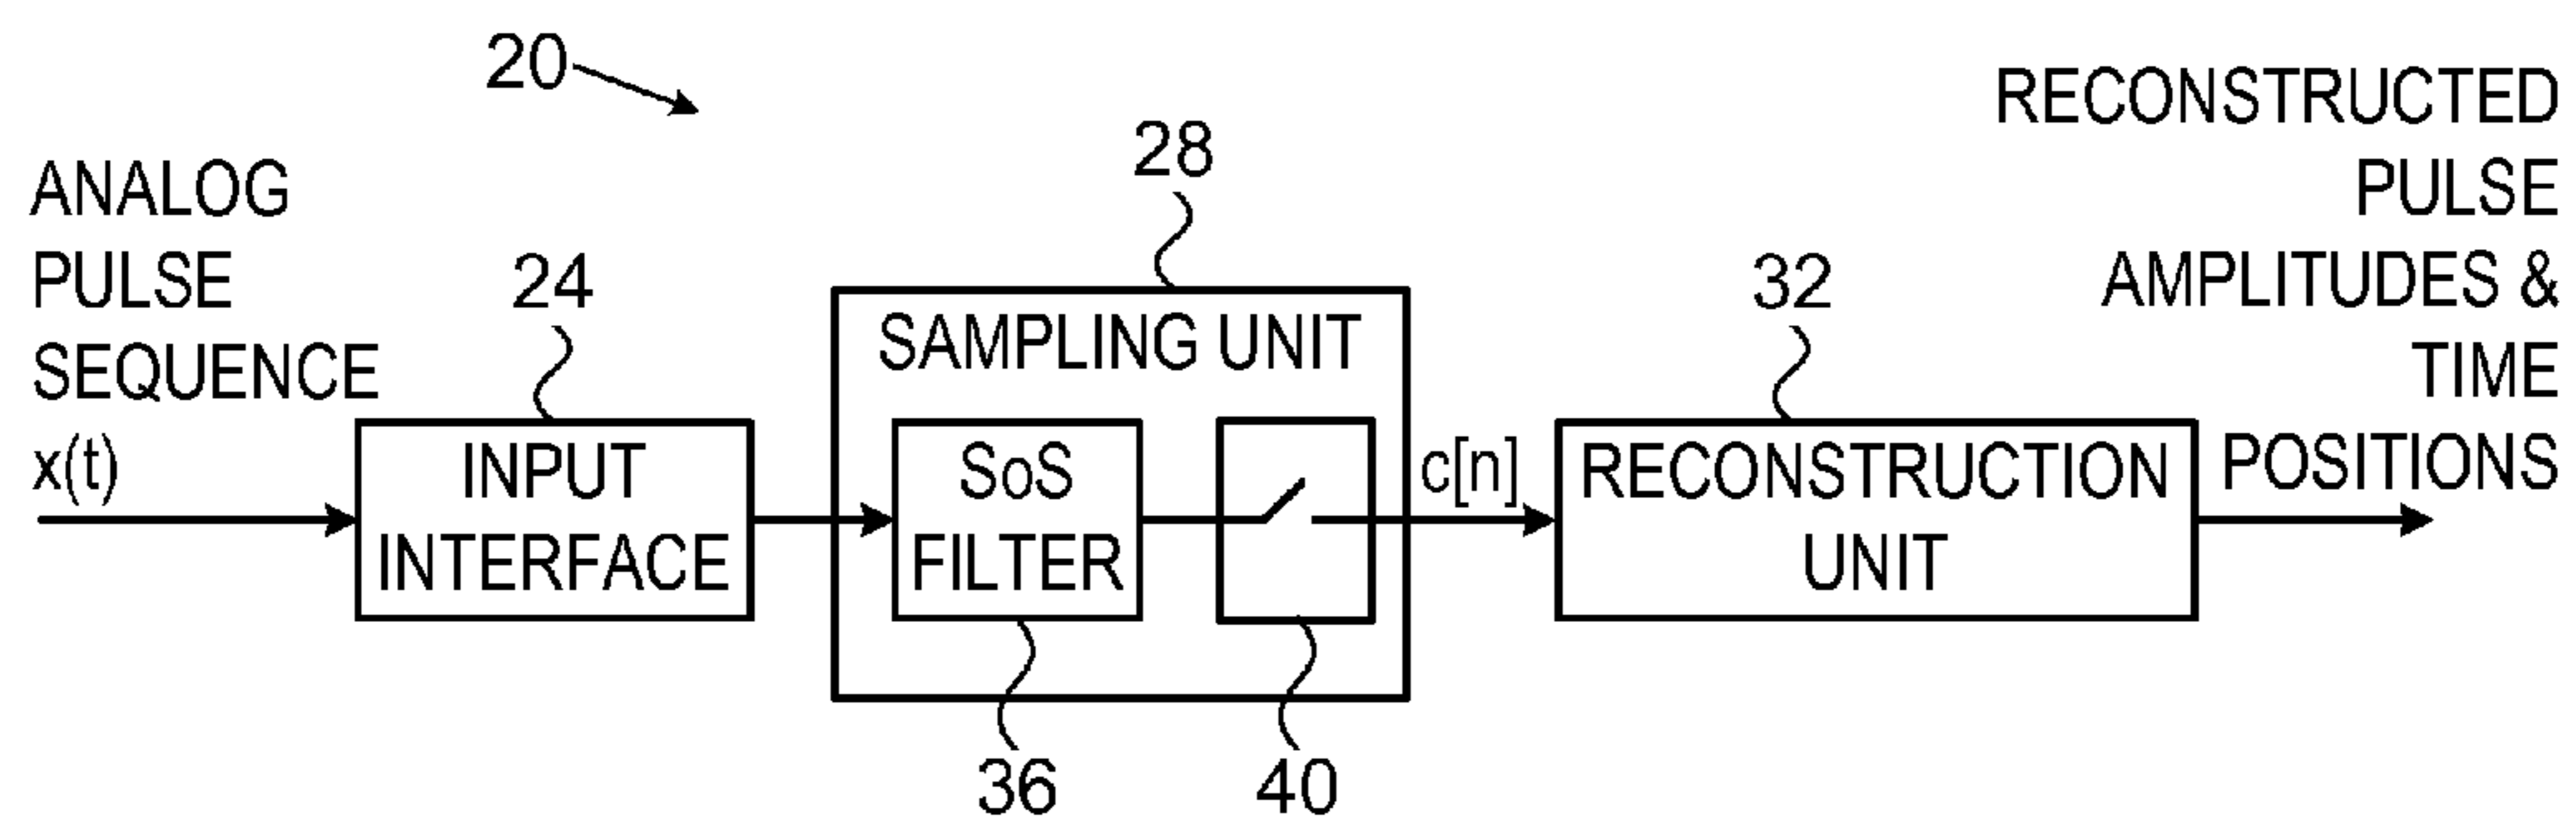 20
ANALOG
PULSE
SEQUENCE
x(t)
24
INPUT
INTERFACE
28
SAMPLING UNIT
SoS
FILTER
36
40
c[n]
32
RECONSTRUCTION
UNIT
RECONSTRUCTED
PULSE
AMPLITUDES &
TIME
POSITIONS